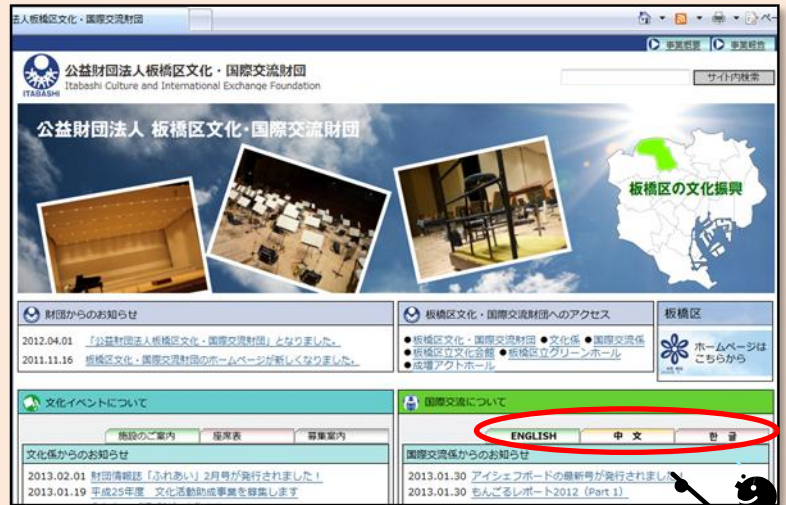 法人板橋区文化・国際交流財団
ペー
事業概要 事業報告
公益財団法人板橋区文化・国際交流財団
Itabashi Culture and International Exchange Foundation
ITABASHI
サイト内検索
公益財団法人 板橋区文化・国際交流財団
板橋区の文化振興
財団からのお知らせ
2012.04.01 「公益財団法人板橋区文化・国際交流財団」となりました。
2011.11.16 板橋区文化・国際交流財団のホームページが新しくなりました。
板橋区文化・国際交流財団へのアクセス
●板橋区文化・国際交流財団 ●文化係 ●国際交流係
●板橋区立文化会館 ●板橋区立グリーンホール
●成増アクトホール
板橋区
ホームページは
こちらから
文化イベントについて
施設のご案内 座席表 募集案内
文化係からのお知らせ
2013.02.01 財団情報誌「ふれあい」2月号が発行されました！
2013.01.19 平成25年度 文化活動助成事業を募集します
国際交流について
ENGLISH 中 文 한 글
国際交流係からのお知らせ
2013.01.30 アイシェフボードの最新号が発行されました！
2013.01.30 もんごるレポート2012 (Part 1)